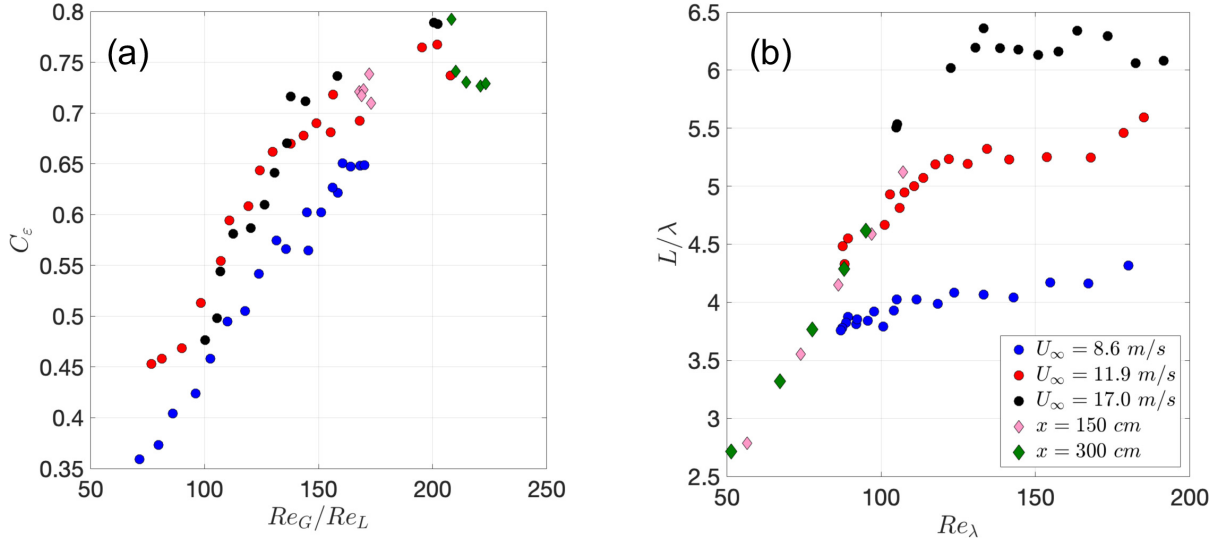 (a)
0.8
0.75
0.7
0.65
0.6
0.55
0.5
0.45
0.4
0.35
C_ε
50 100 150 200 250
Re_G/Re_L
(b)
6.5
6
5.5
5
4.5
4
3.5
3
2.5
L/λ
U_∞ = 8.6 m/s
U_∞ = 11.9 m/s
U_∞ = 17.0 m/s
x = 150 cm
x = 300 cm
50 100 150 200
Re_λ